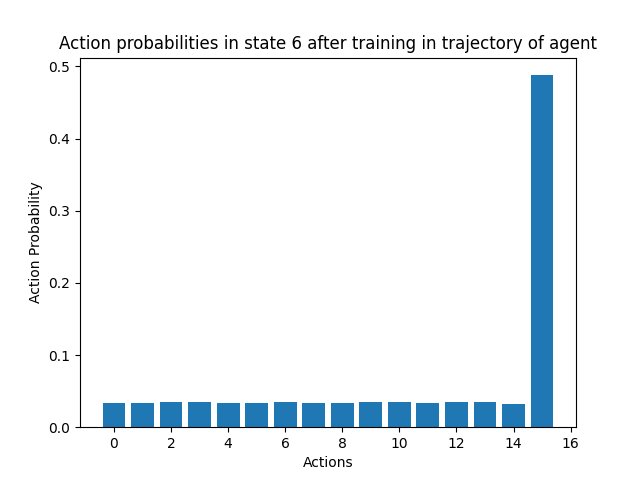 Action probabilities in state 6 after training in trajectory of agent
0.5
0.4
0.3
0.2
0.1
0.0
Action Probability
0 2 4 6 8 10 12 14 16
Actions